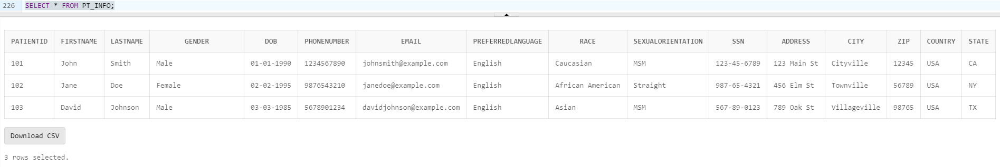 226 SELECT * FROM PT_INFO;
PATIENTID FIRSTNAME LASTNAME GENDER DOB PHONENUMBER EMAIL PREFERREDLANGUAGE RACE SEXUALORIENTATION SSN ADDRESS CITY ZIP COUNTRY STATE
101 John Smith Male 01-01-1990 1234567890 johnsmith@example.com English Caucasian MSM 123-45-6789 123 Main St Cityville 12345 USA CA
102 Jane Doe Female 02-02-1995 9876543210 janedoe@example.com English African American Straight 987-65-4321 456 Elm St Townville 56789 USA NY
103 David Johnson Male 03-03-1985 5678901234 davidjohnson@example.com English Asian MSM 567-89-0123 789 Oak St Villageville 98765 USA TX
Download CSV
3 rows selected.